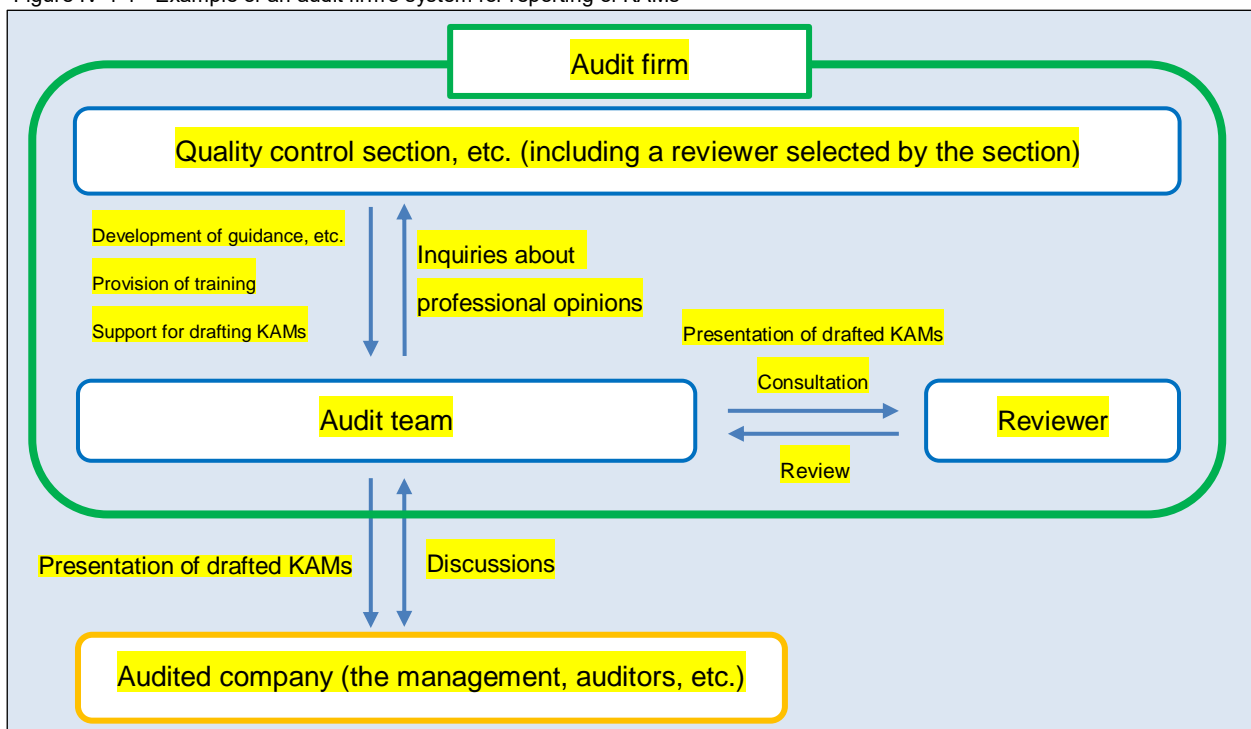 Audit firm
Quality control section, etc. (including a reviewer selected by the section)
Development of guidance, etc.
Provision of training
Support for drafting KAMs
Inquiries about
professional opinions
Presentation of drafted KAMs
Consultation
Audit team
Reviewer
Review
Presentation of drafted KAMs
Discussions
Audited company (the management, auditors, etc.)